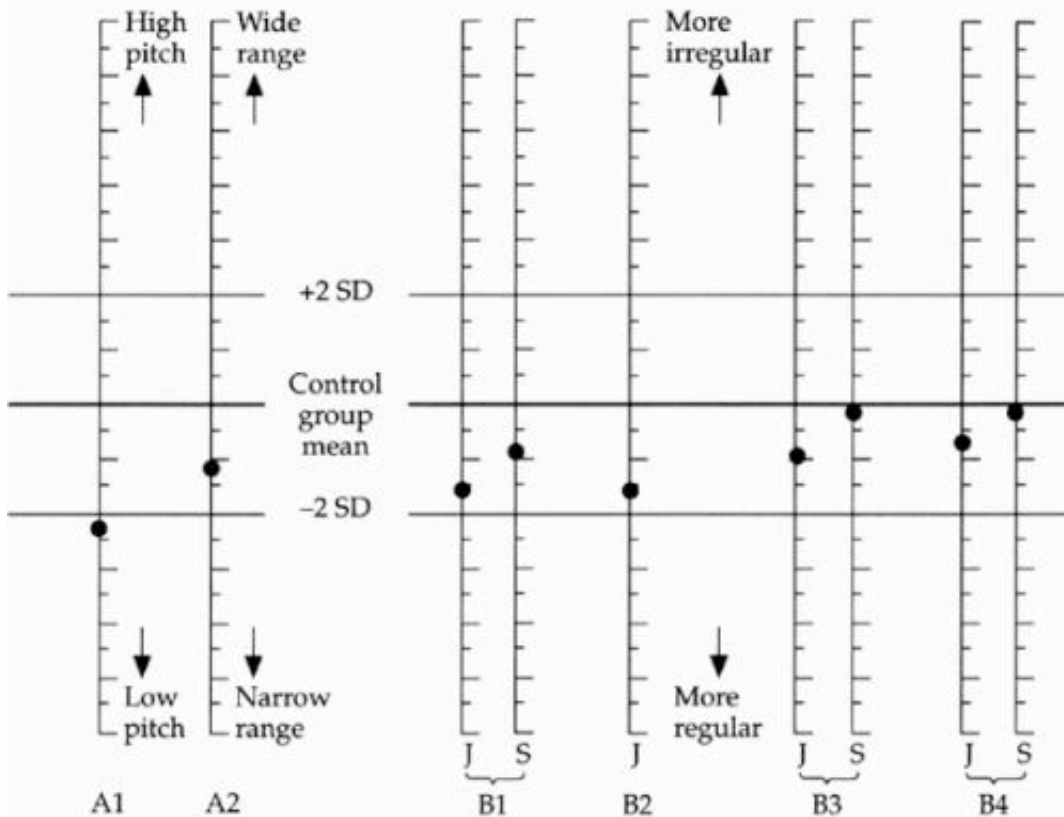 High
pitch
Wide
range
More
irregular
+2 SD
Control
group
mean
−2 SD
Low
pitch
Narrow
range
More
regular
J S J J S J S
A1 A2 B1 B2 B3 B4